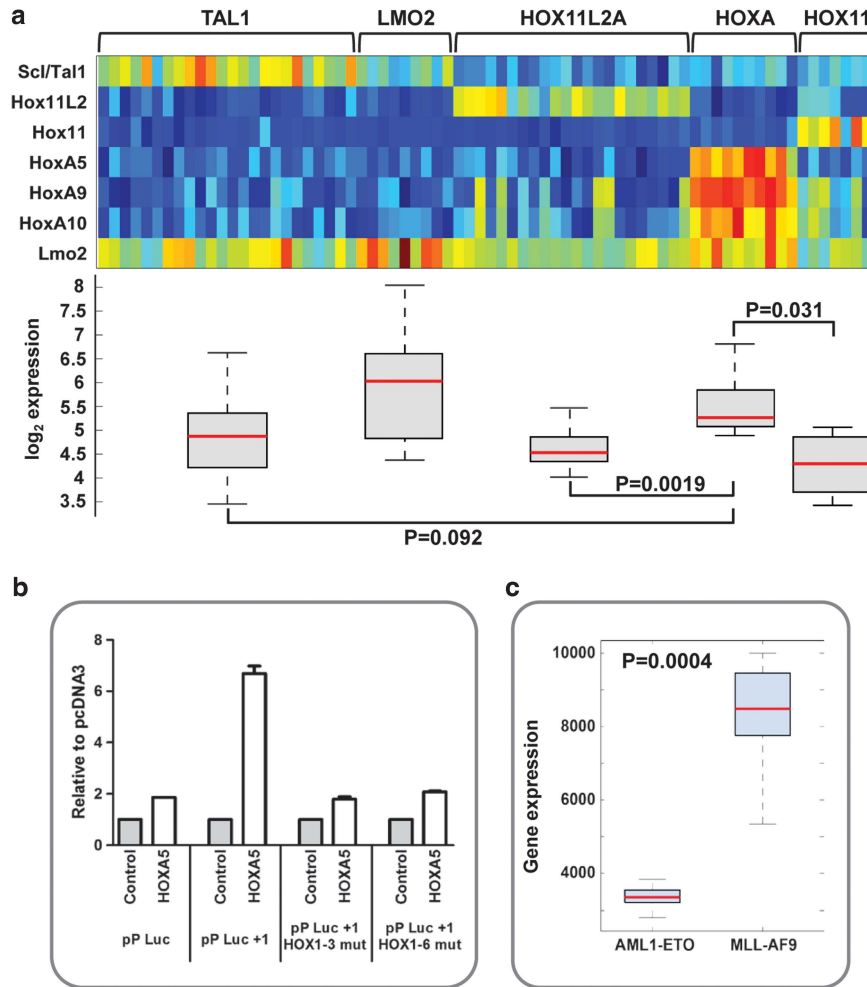 a
TAL1 LMO2 HOX11L2A HOXA HOX11
Scl/Tal1
Hox11L2
Hox11
HoxA5
HoxA9
HoxA10
Lmo2
log2 expression
8
7.5
7
6.5
6
5.5
5
4.5
4
3.5
P=0.031
P=0.0019
P=0.092
b
Relative to pcDNA3
8
6
4
2
0
Control HOXA5 Control HOXA5 Control HOXA5 Control HOXA5
pP Luc pP Luc +1 pP Luc +1 HOX1-3 mut pP Luc +1 HOX1-6 mut
c
Gene expression
P=0.0004
10000
8000
6000
4000
AML1-ETO MLL-AF9